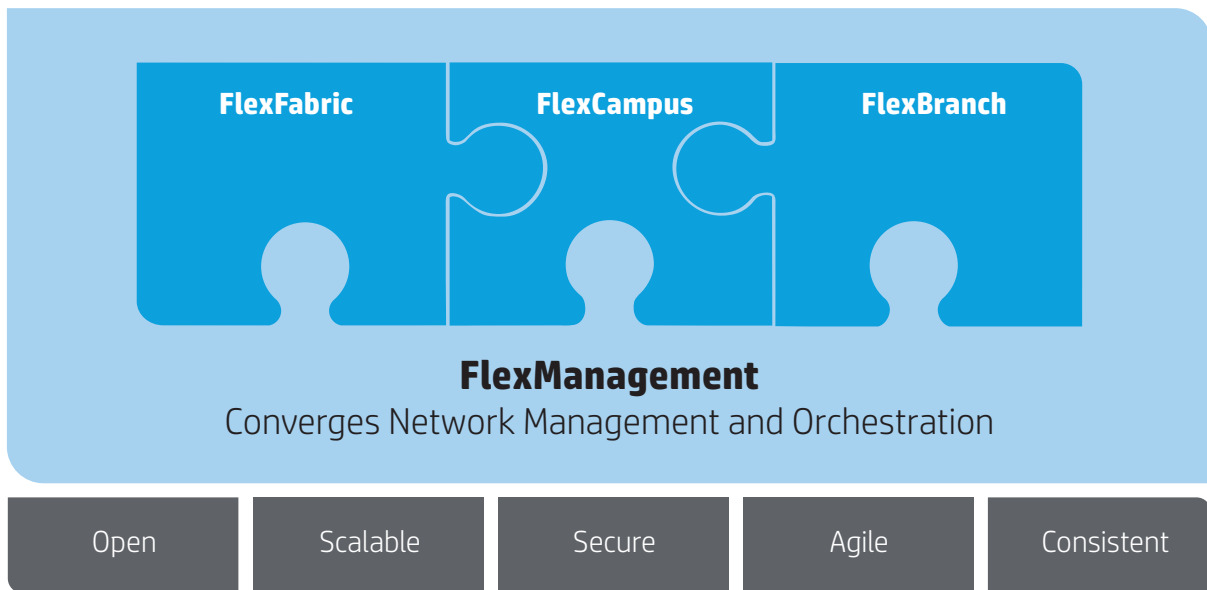 FlexFabric FlexCampus FlexBranch
FlexManagement
Converges Network Management and Orchestration
Open Scalable Secure Agile Consistent